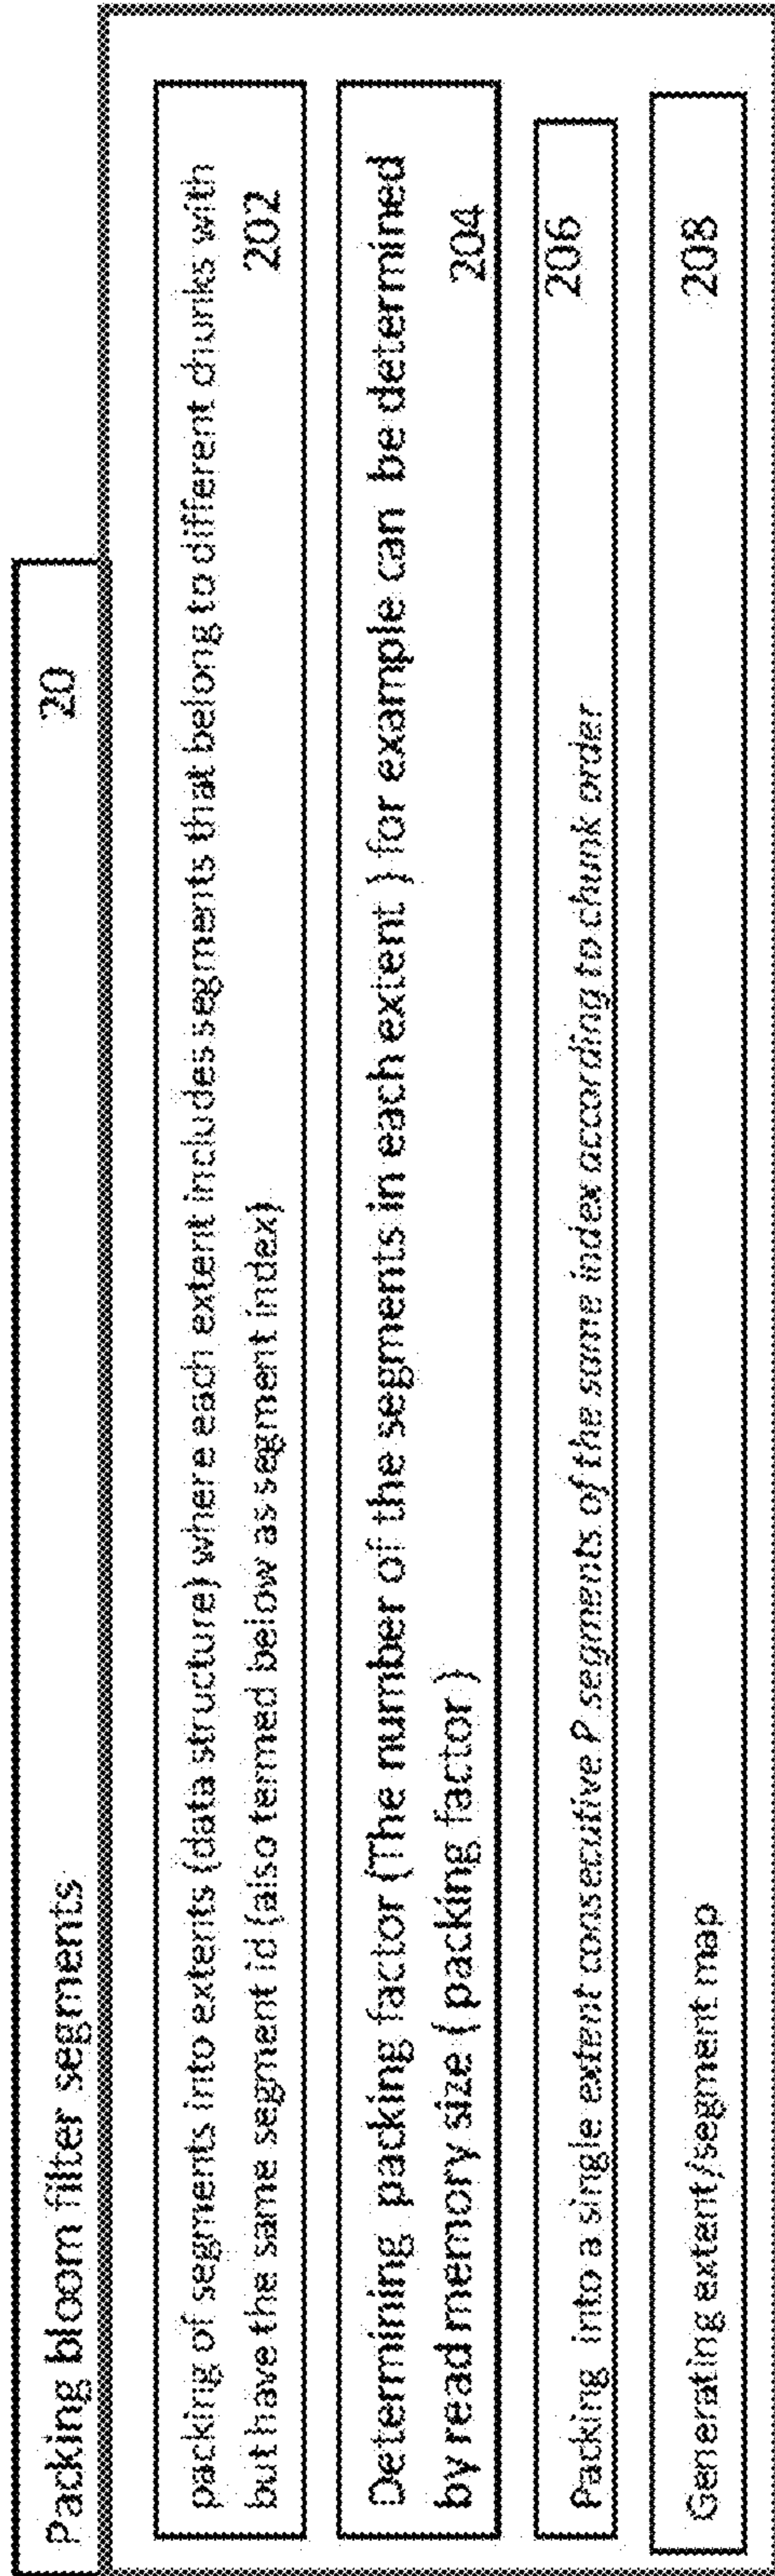 Packing bloom filter segments 20
packing of segments into extents (data structure) where each extent includes segments that belong to different chunks with
but have the same segment id (also termed below as segment index) 202
Determining packing factor (The number of the segments in each extent ) for example can be determined
by read memory size ( packing factor ) 204
Packing into a single extent consecutive P segments of the same index according to chunk order 206
Generating extent/segment map 208